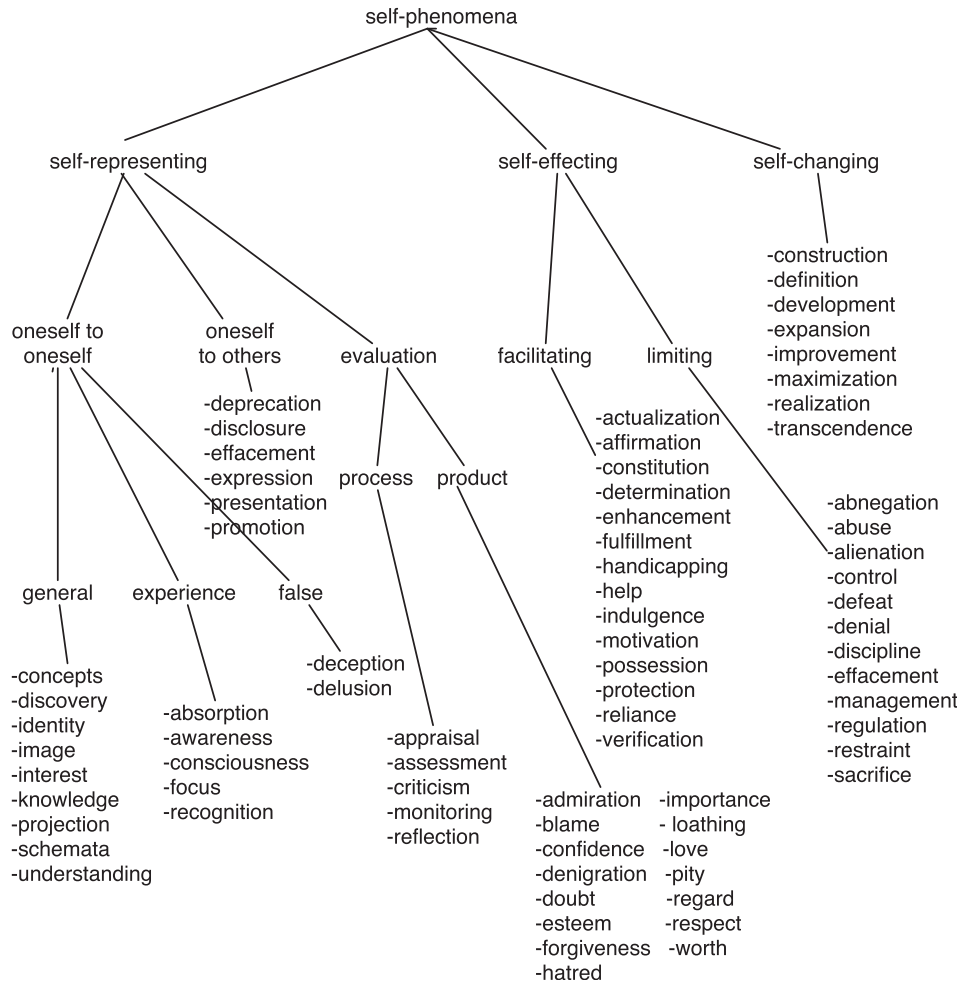 self-phenomena
self-representing
self-effecting
self-changing
-construction
-definition
-development
-expansion
-improvement
-maximization
-realization
-transcendence
oneself to
oneself
oneself
to others
evaluation
facilitating
limiting
-deprecation
-disclosure
-effacement
-expression
-presentation
-promotion
process
product
-actualization
-affirmation
-constitution
-determination
-enhancement
-fulfillment
-handicapping
-help
-indulgence
-motivation
-possession
-protection
-reliance
-verification
-abnegation
-abuse
-alienation
-control
-defeat
-denial
-discipline
-effacement
-management
-regulation
-restraint
-sacrifice
general
experience
false
-concepts
-discovery
-identity
-image
-interest
-knowledge
-projection
-schemata
-understanding
-absorption
-awareness
-consciousness
-focus
-recognition
-deception
-delusion
-appraisal
-assessment
-criticism
-monitoring
-reflection
-admiration
-blame
-confidence
-denigration
-doubt
-esteem
-forgiveness
-hatred
-importance
- loathing
-love
-pity
-regard
-respect
-worth